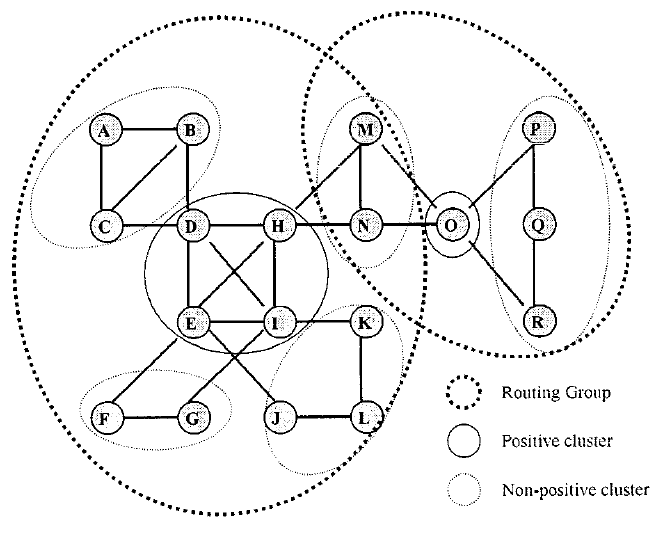 A B M P
C D H N O Q
E I K R
F G J L
Routing Group
Positive cluster
Non-positive cluster